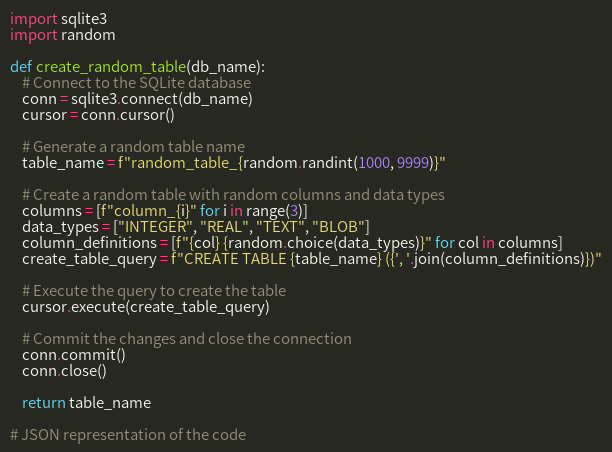 import sqlite3
import random

def create_random_table(db_name):
    # Connect to the SQLite database
    conn = sqlite3.connect(db_name)
    cursor = conn.cursor()

    # Generate a random table name
    table_name = f"random_table_{random.randint(1000, 9999)}"

    # Create a random table with random columns and data types
    columns = [f"column_{i}" for i in range(3)]
    data_types = ["INTEGER", "REAL", "TEXT", "BLOB"]
    column_definitions = [f"{col} {random.choice(data_types)}" for col in columns]
    create_table_query = f"CREATE TABLE {table_name} ({', '.join(column_definitions)})"

    # Execute the query to create the table
    cursor.execute(create_table_query)

    # Commit the changes and close the connection
    conn.commit()
    conn.close()

    return table_name

# JSON representation of the code